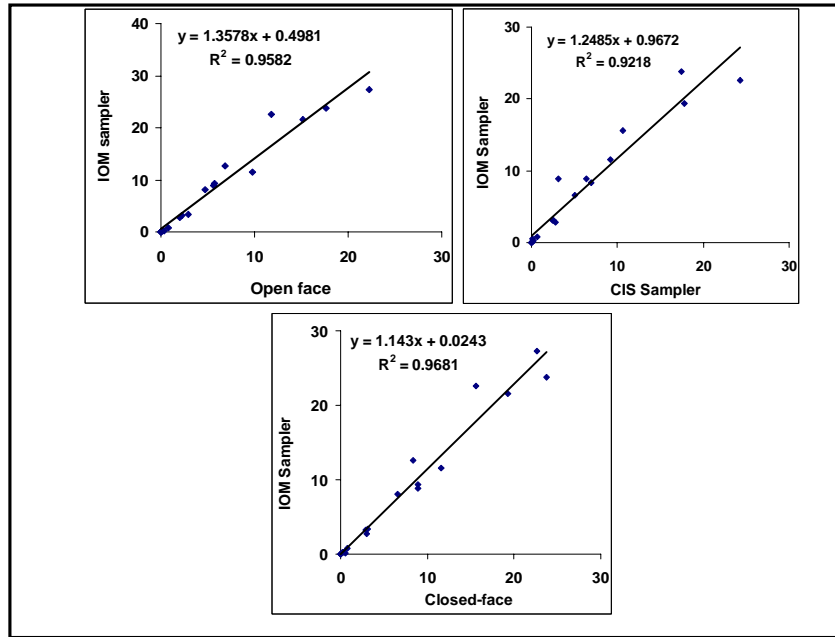 y = 1.3578x + 0.4981
R² = 0.9582
40
30
20
10
0
0 10 20 30
IOM sampler
Open face
y = 1.2485x + 0.9672
R² = 0.9218
30
20
10
0
0 10 20 30
IOM Sampler
CIS Sampler
y = 1.143x + 0.0243
R² = 0.9681
30
20
10
0
0 10 20 30
IOM Sampler
Closed-face